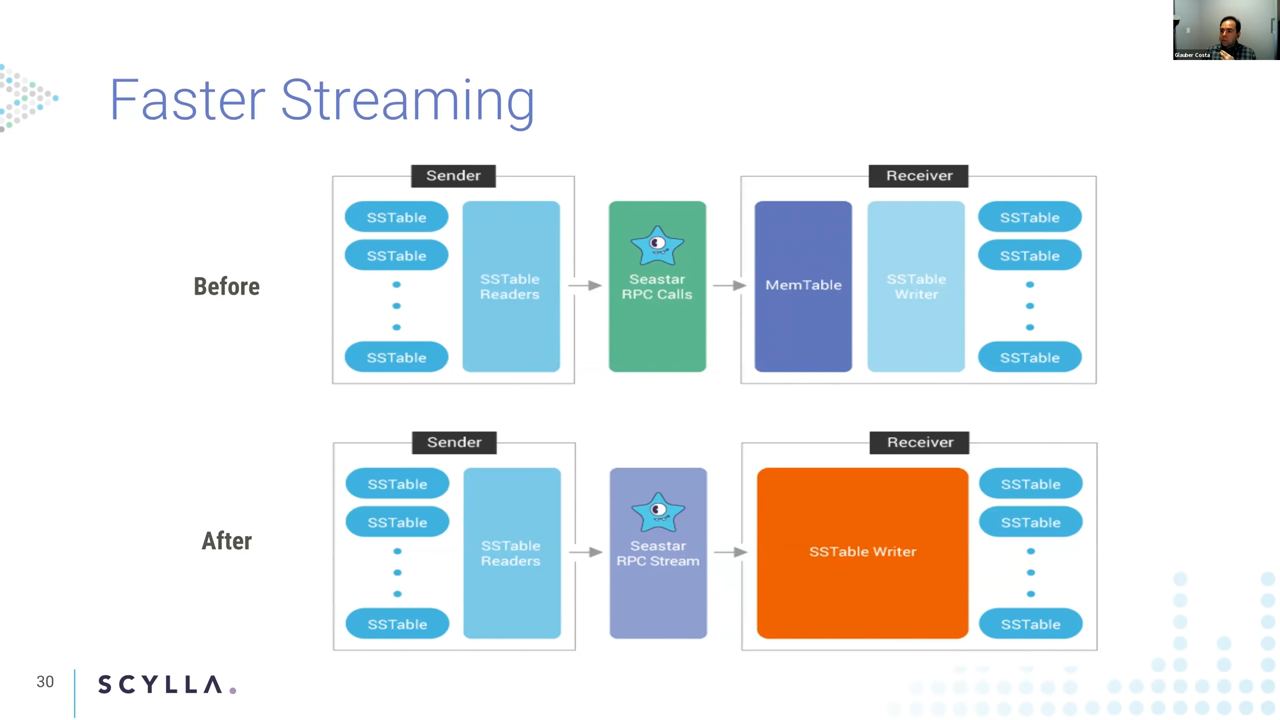 Glauber Costa
Faster Streaming
Before
Sender
SSTable
SSTable
SSTable
SSTable
Readers
Seastar
RPC Calls
Receiver
MemTable
SSTable
Writer
SSTable
SSTable
SSTable
After
Sender
SSTable
SSTable
SSTable
SSTable
Readers
Seastar
RPC Stream
Receiver
SSTable Writer
SSTable
SSTable
SSTable
30
SCYLLA.